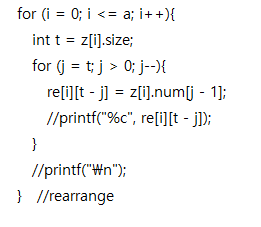 for (i = 0; i <= a; i++){
int t = z[i].size;
for (j = t; j > 0; j--){
re[i][t - j] = z[i].num[j - 1];
//printf("%c", re[i][t - j]);
}
//printf("₩n");
}   //rearrange